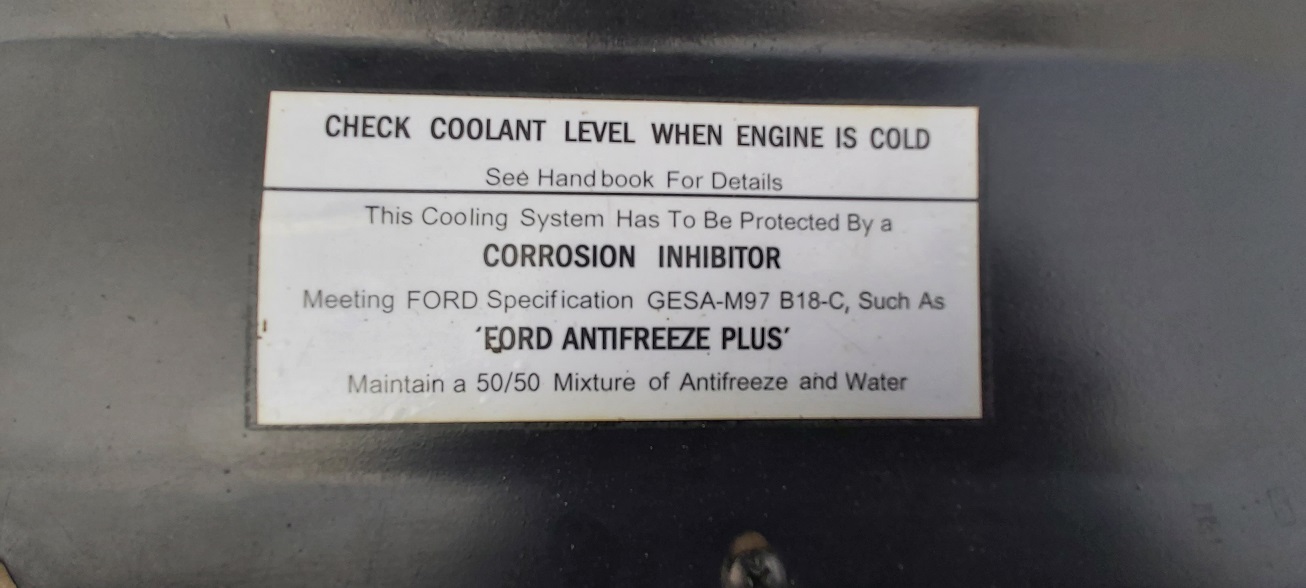 CHECK COOLANT LEVEL WHEN ENGINE IS COLD
See Handbook For Details
This Cooling System Has To Be Protected By a
CORROSION INHIBITOR
Meeting FORD Specification GESA-M97 B18-C, Such As
'FORD ANTIFREEZE PLUS'
Maintain a 50/50 Mixture of Antifreeze and Water